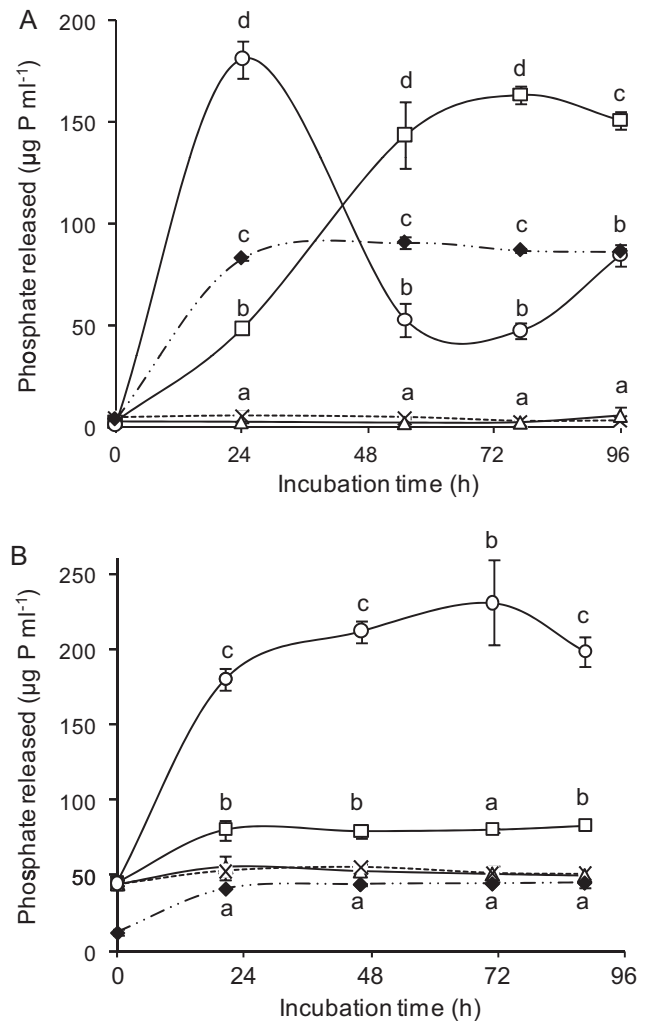 A
Phosphate released (µg P ml⁻¹)
200
150
100
50
0
d
d
d
c
c
c
c
b
b
b
b
a
a
a
a
0 24 48 72 96
Incubation time (h)
B
Phosphate released (µg P ml⁻¹)
250
200
150
100
50
0
c
c
b
c
b
b
a
b
a
a
a
a
0 24 48 72 96
Incubation time (h)